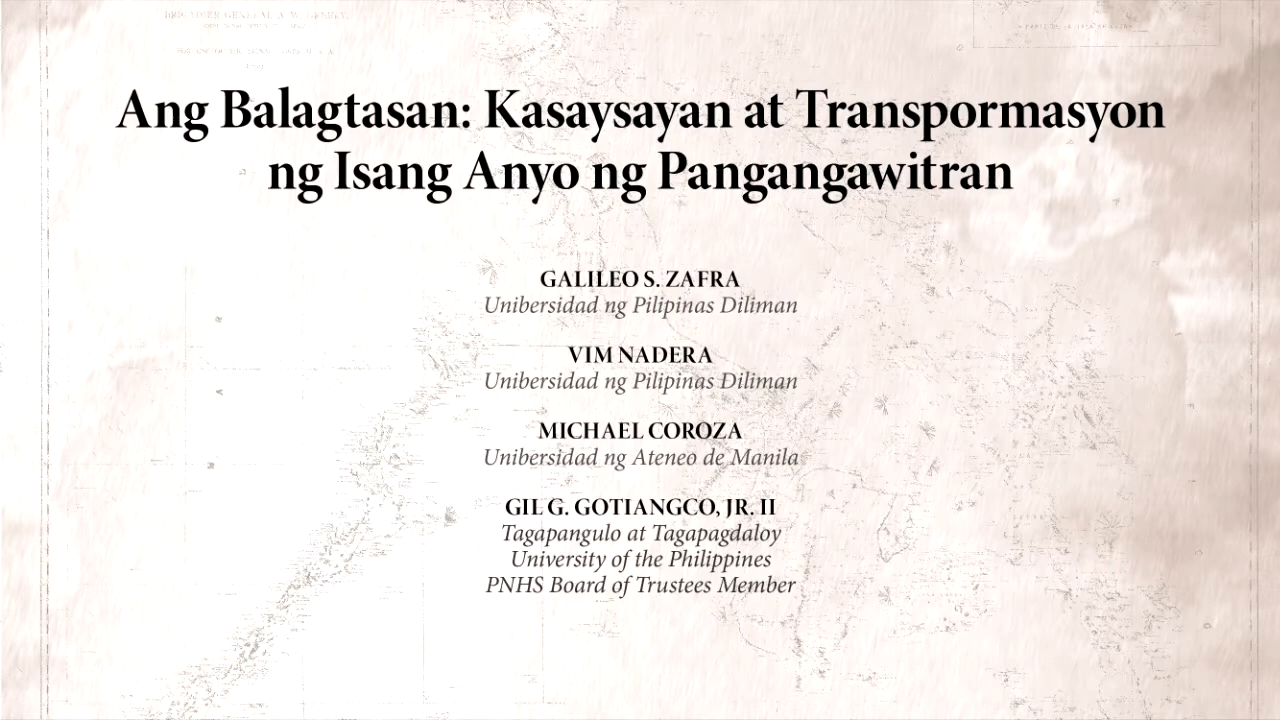 Ang Balagtasan: Kasaysayan at Transpormasyon
ng Isang Anyo ng Pangangawitran
GALILEO S. ZAFRA
Unibersidad ng Pilipinas Diliman
VIM NADERA
Unibersidad ng Pilipinas Diliman
MICHAEL COROZA
Unibersidad ng Ateneo de Manila
GIL G. GOTIANGCO, JR. II
Tagapangulo at Tagapagdaloy
University of the Philippines
PNHS Board of Trustees Member